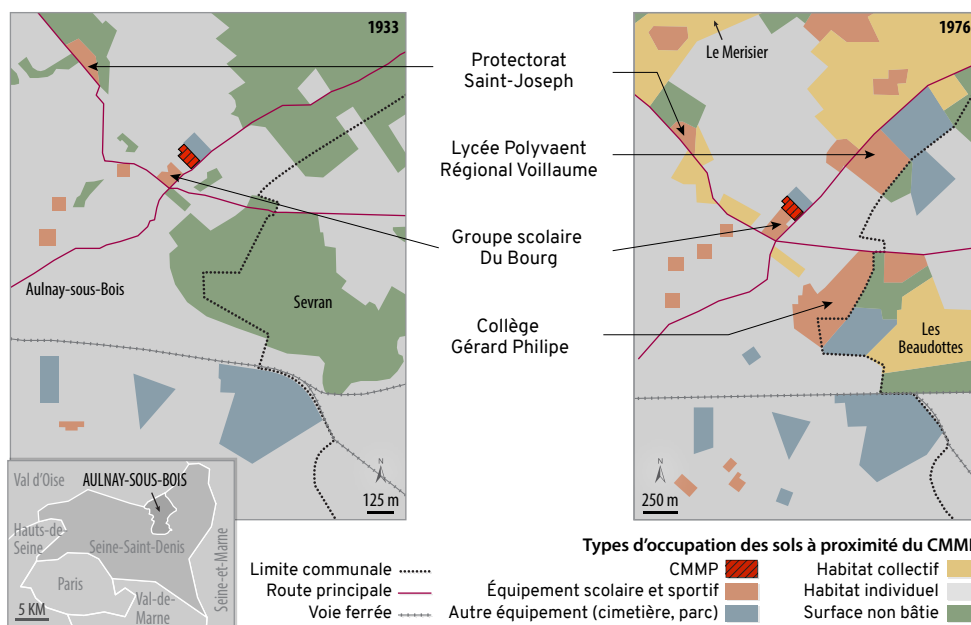 1933
Aulnay-sous-Bois
Sevran
N
125 m
Protectorat
Saint-Joseph
Lycée Polyvaent
Régional Voillaume
Groupe scolaire
Du Bourg
Collège
Gérard Philipe
1976
Le Merisier
Les
Beaudottes
N
250 m
Val d'Oise
AULNAY-SOUS-BOIS
Hauts-de-
Seine
Seine-Saint-Denis
Paris
Val-de-
Marne
Seine-et-Marne
5 KM
Limite communale
Route principale
Voie ferrée
Types d'occupation des sols à proximité du CMMP
CMMP
Équipement scolaire et sportif
Autre équipement (cimetière, parc)
Habitat collectif
Habitat individuel
Surface non bâtie